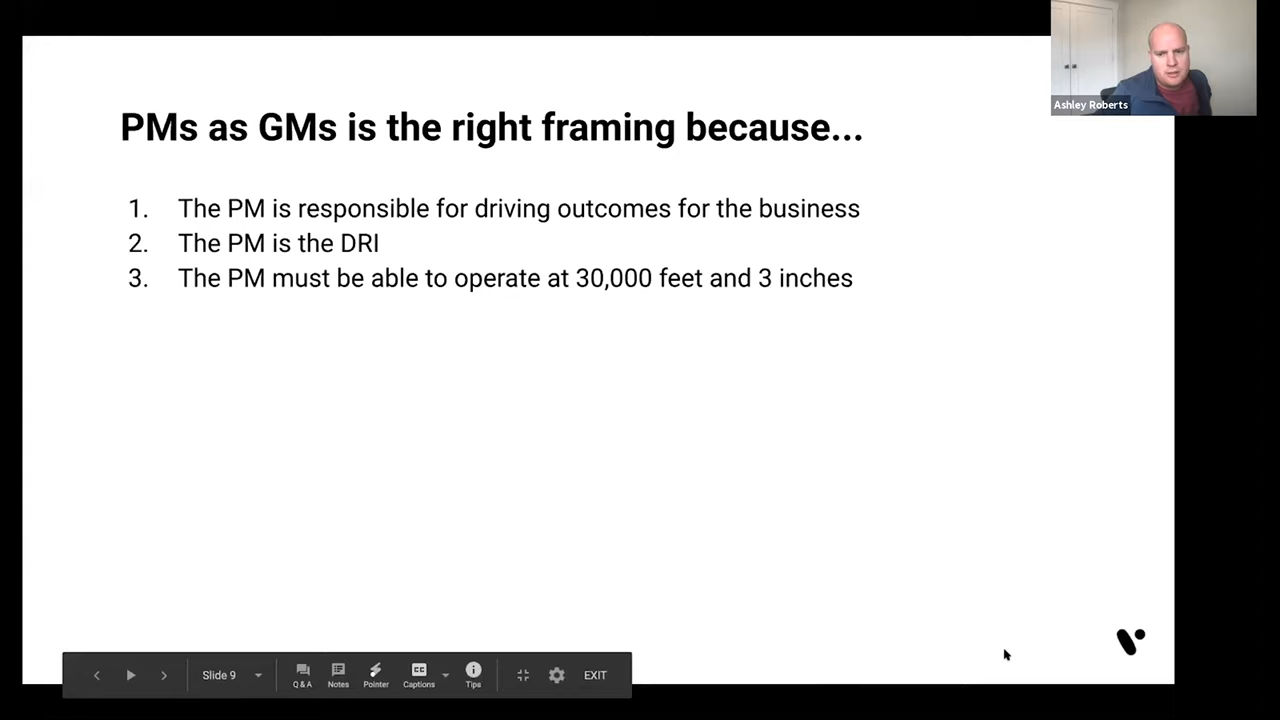 Ashley Roberts
PMs as GMs is the right framing because...
1. The PM is responsible for driving outcomes for the business
2. The PM is the DRI
3. The PM must be able to operate at 30,000 feet and 3 inches
Slide 9
Q & A
Notes
Pointer
CC
Captions
Tips
EXIT